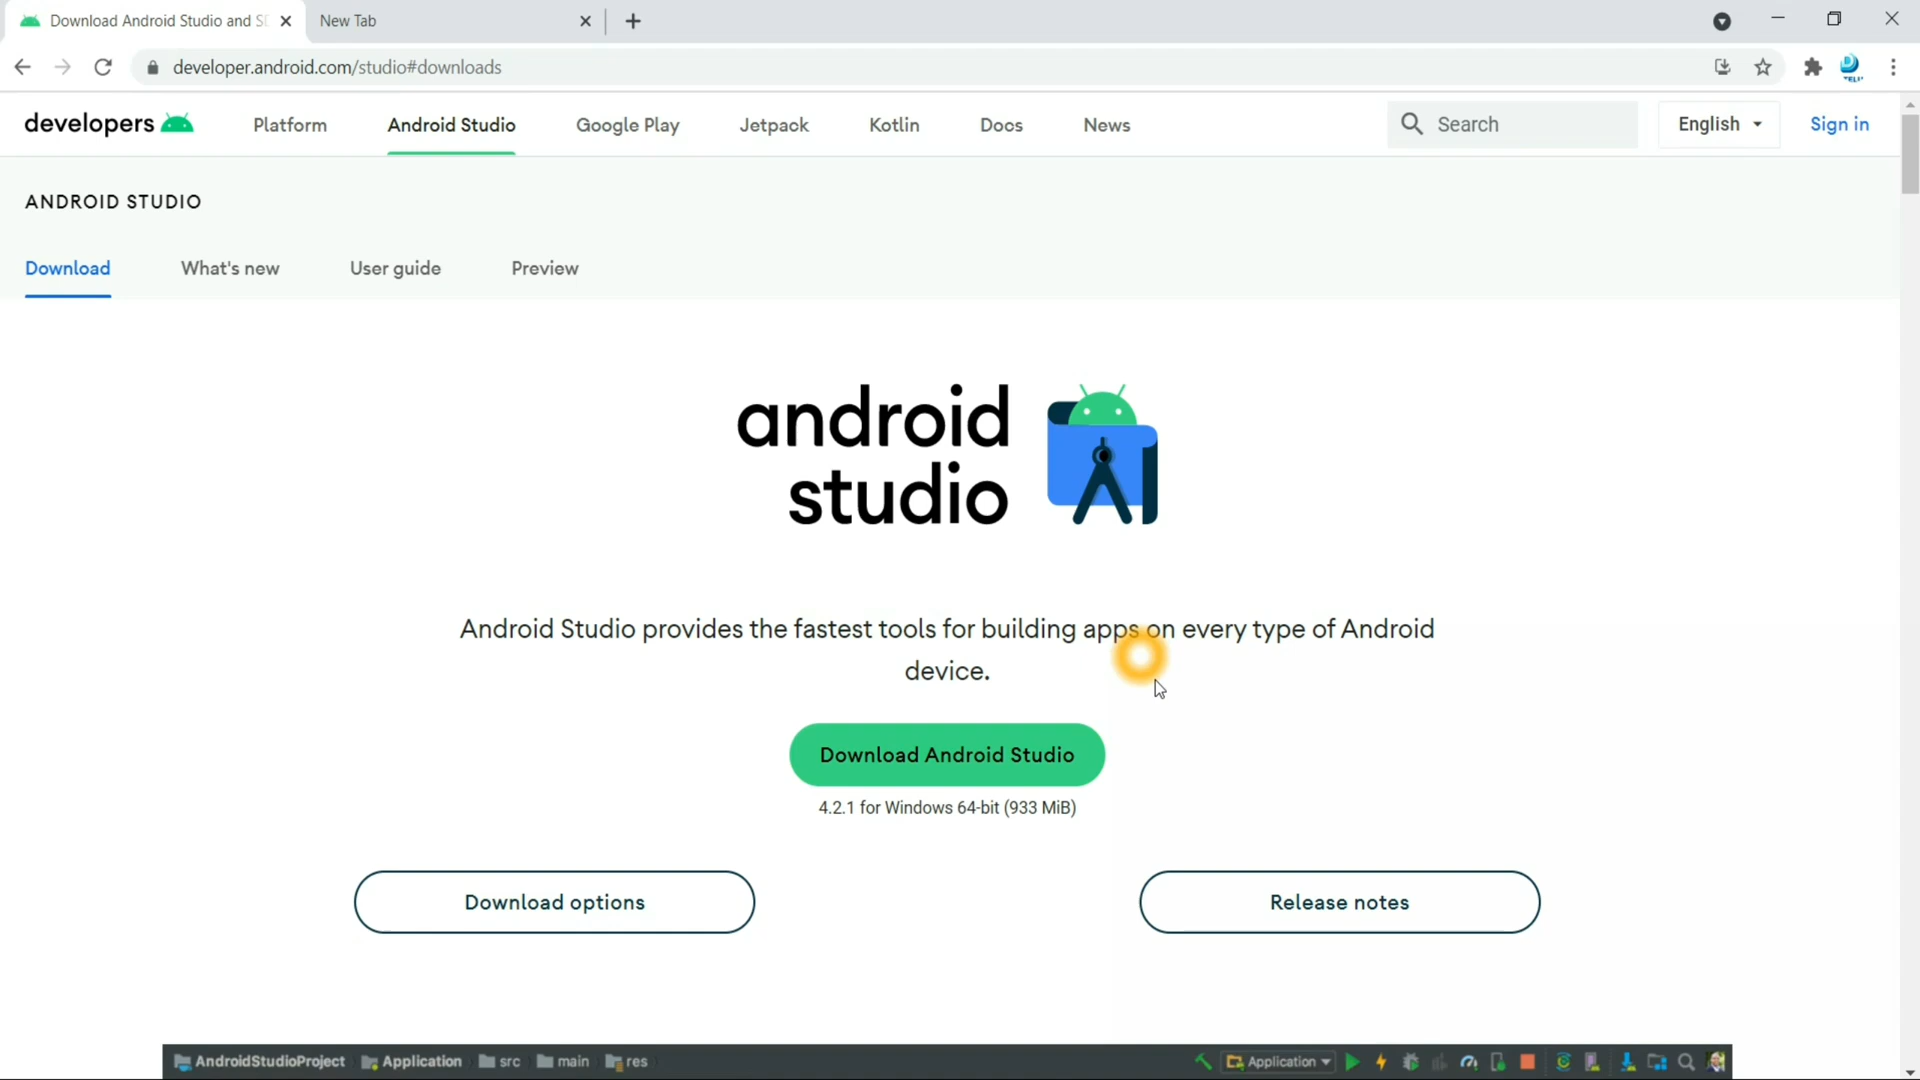 Download Android Studio and S
New Tab
developer.android.com/studio#downloads
developers
Platform
Android Studio
Google Play
Jetpack
Kotlin
Docs
News
Search
English
Sign in
ANDROID STUDIO
Download
What's new
User guide
Preview
android
studio
Android Studio provides the fastest tools for building apps on every type of Android
device.
Download Android Studio
4.2.1 for Windows 64-bit (933 MiB)
Download options
Release notes
AndroidStudioProject Application src main res
Application